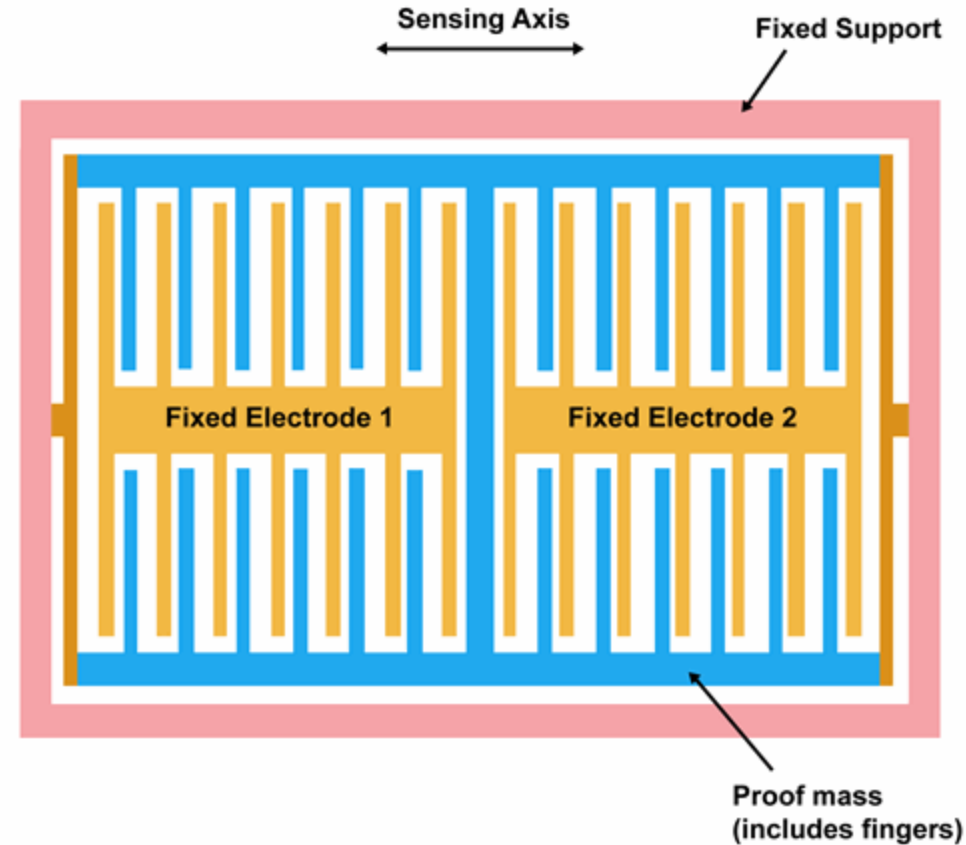 Sensing Axis
Fixed Support
Fixed Electrode 1
Fixed Electrode 2
Proof mass
(includes fingers)